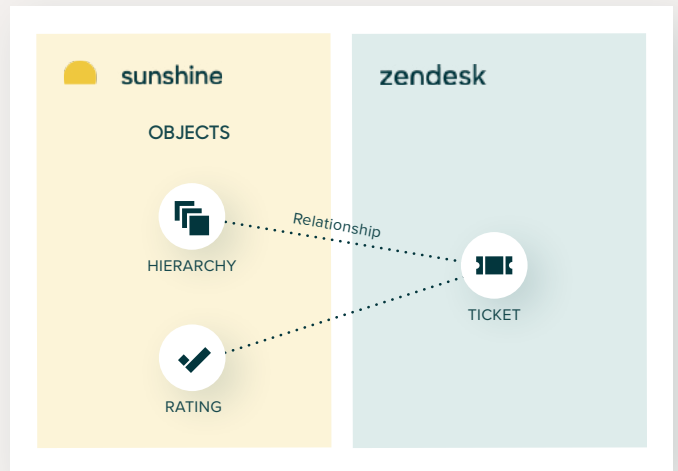 sunshine
zendesk
OBJECTS
Relationship
HIERARCHY
TICKET
RATING